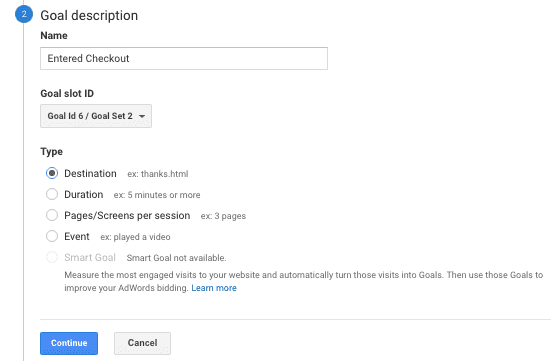 2 Goal description
Name
Entered Checkout
Goal slot ID
Goal Id 6 / Goal Set 2
Type
Destination ex: thanks.html
Duration ex: 5 minutes or more
Pages/Screens per session ex: 3 pages
Event ex: played a video
Smart Goal Smart Goal not available.
Measure the most engaged visits to your website and automatically turn those visits into Goals. Then use those Goals to
improve your AdWords bidding. Learn more
Continue Cancel